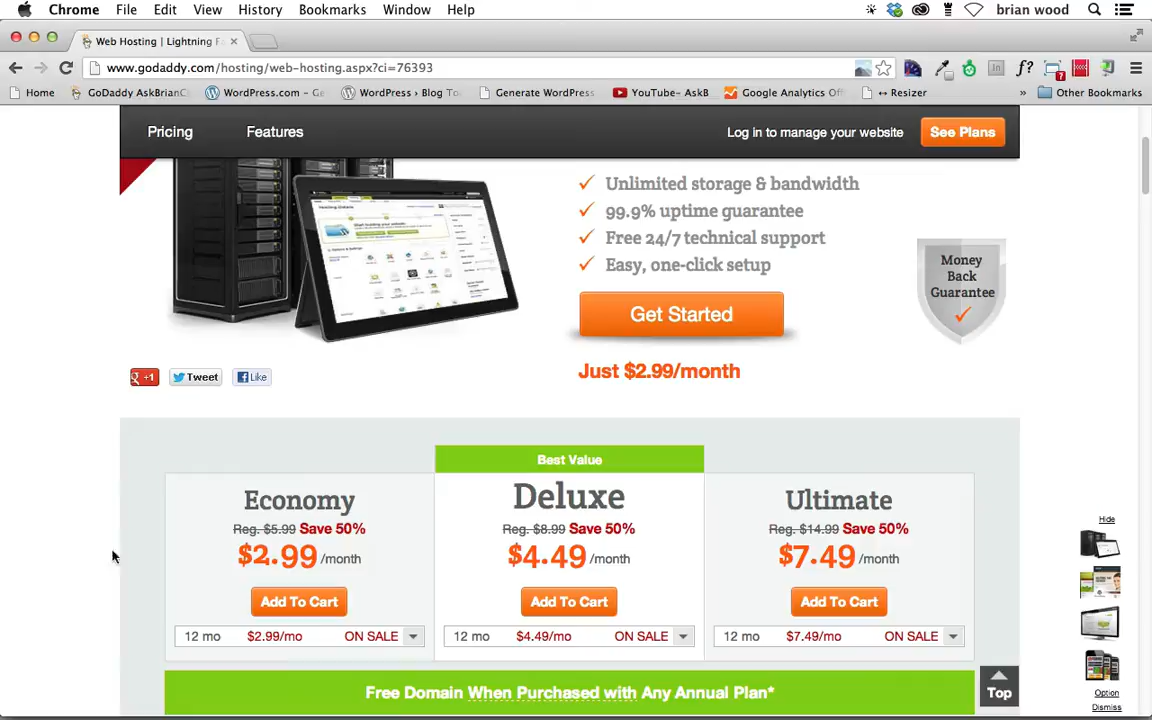 Chrome File Edit View History Bookmarks Window Help brian wood
Web Hosting | Lightning F
www.godaddy.com/hosting/web-hosting.aspx?ci=76393
Home GoDaddy AskBrian WordPress.com - Ge WordPress › Blog To Generate WordPress YouTube- AskB Google Analytics Off ↔ Resizer » Other Bookmarks
Pricing Features Log in to manage your website See Plans
✓ Unlimited storage & bandwidth
✓ 99.9% uptime guarantee
✓ Free 24/7 technical support
✓ Easy, one-click setup
Money
Back
Guarantee
✓
Get Started
Just $2.99/month
+1 Tweet Like
Best Value
Economy Deluxe Ultimate
Reg. $5.99 Save 50% Reg. $8.99 Save 50% Reg. $14.99 Save 50%
$2.99 /month $4.49 /month $7.49 /month
Add To Cart Add To Cart Add To Cart
12 mo $2.99/mo ON SALE 12 mo $4.49/mo ON SALE 12 mo $7.49/mo ON SALE
Free Domain When Purchased with Any Annual Plan*
Hide
Top
Option
Dismiss